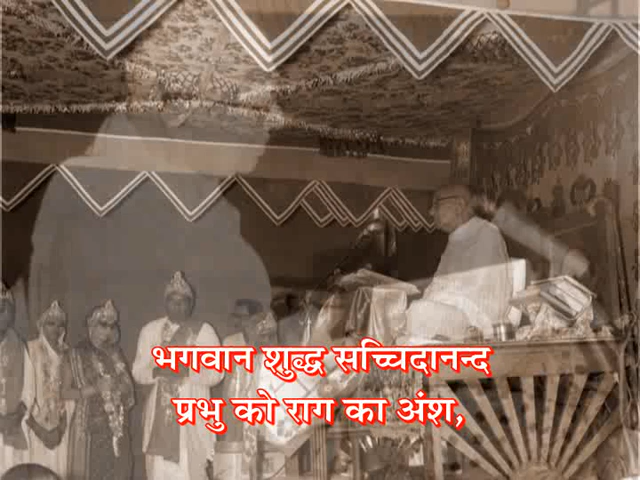 भगवान शुद्ध सच्चिदानन्द
प्रभु को राग का अंश,